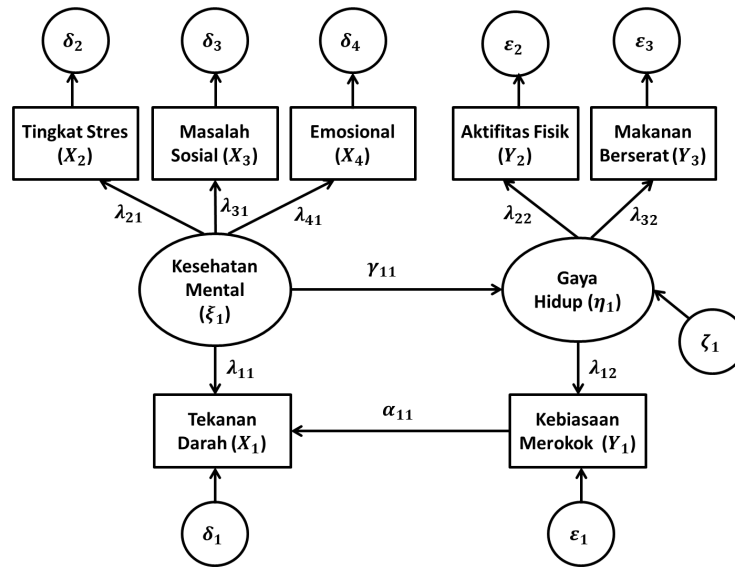 δ₂
δ₃
δ₄
ε₂
ε₃
Tingkat Stres
(X₂)
Masalah
Sosial (X₃)
Emosional
(X₄)
Aktifitas Fisik
(Y₂)
Makanan
Berserat (Y₃)
λ₂₁
λ₃₁
λ₄₁
λ₂₂
λ₃₂
Kesehatan
Mental
(ξ₁)
γ₁₁
Gaya
Hidup (η₁)
ζ₁
λ₁₁
λ₁₂
Tekanan
Darah (X₁)
α₁₁
Kebiasaan
Merokok (Y₁)
δ₁
ε₁